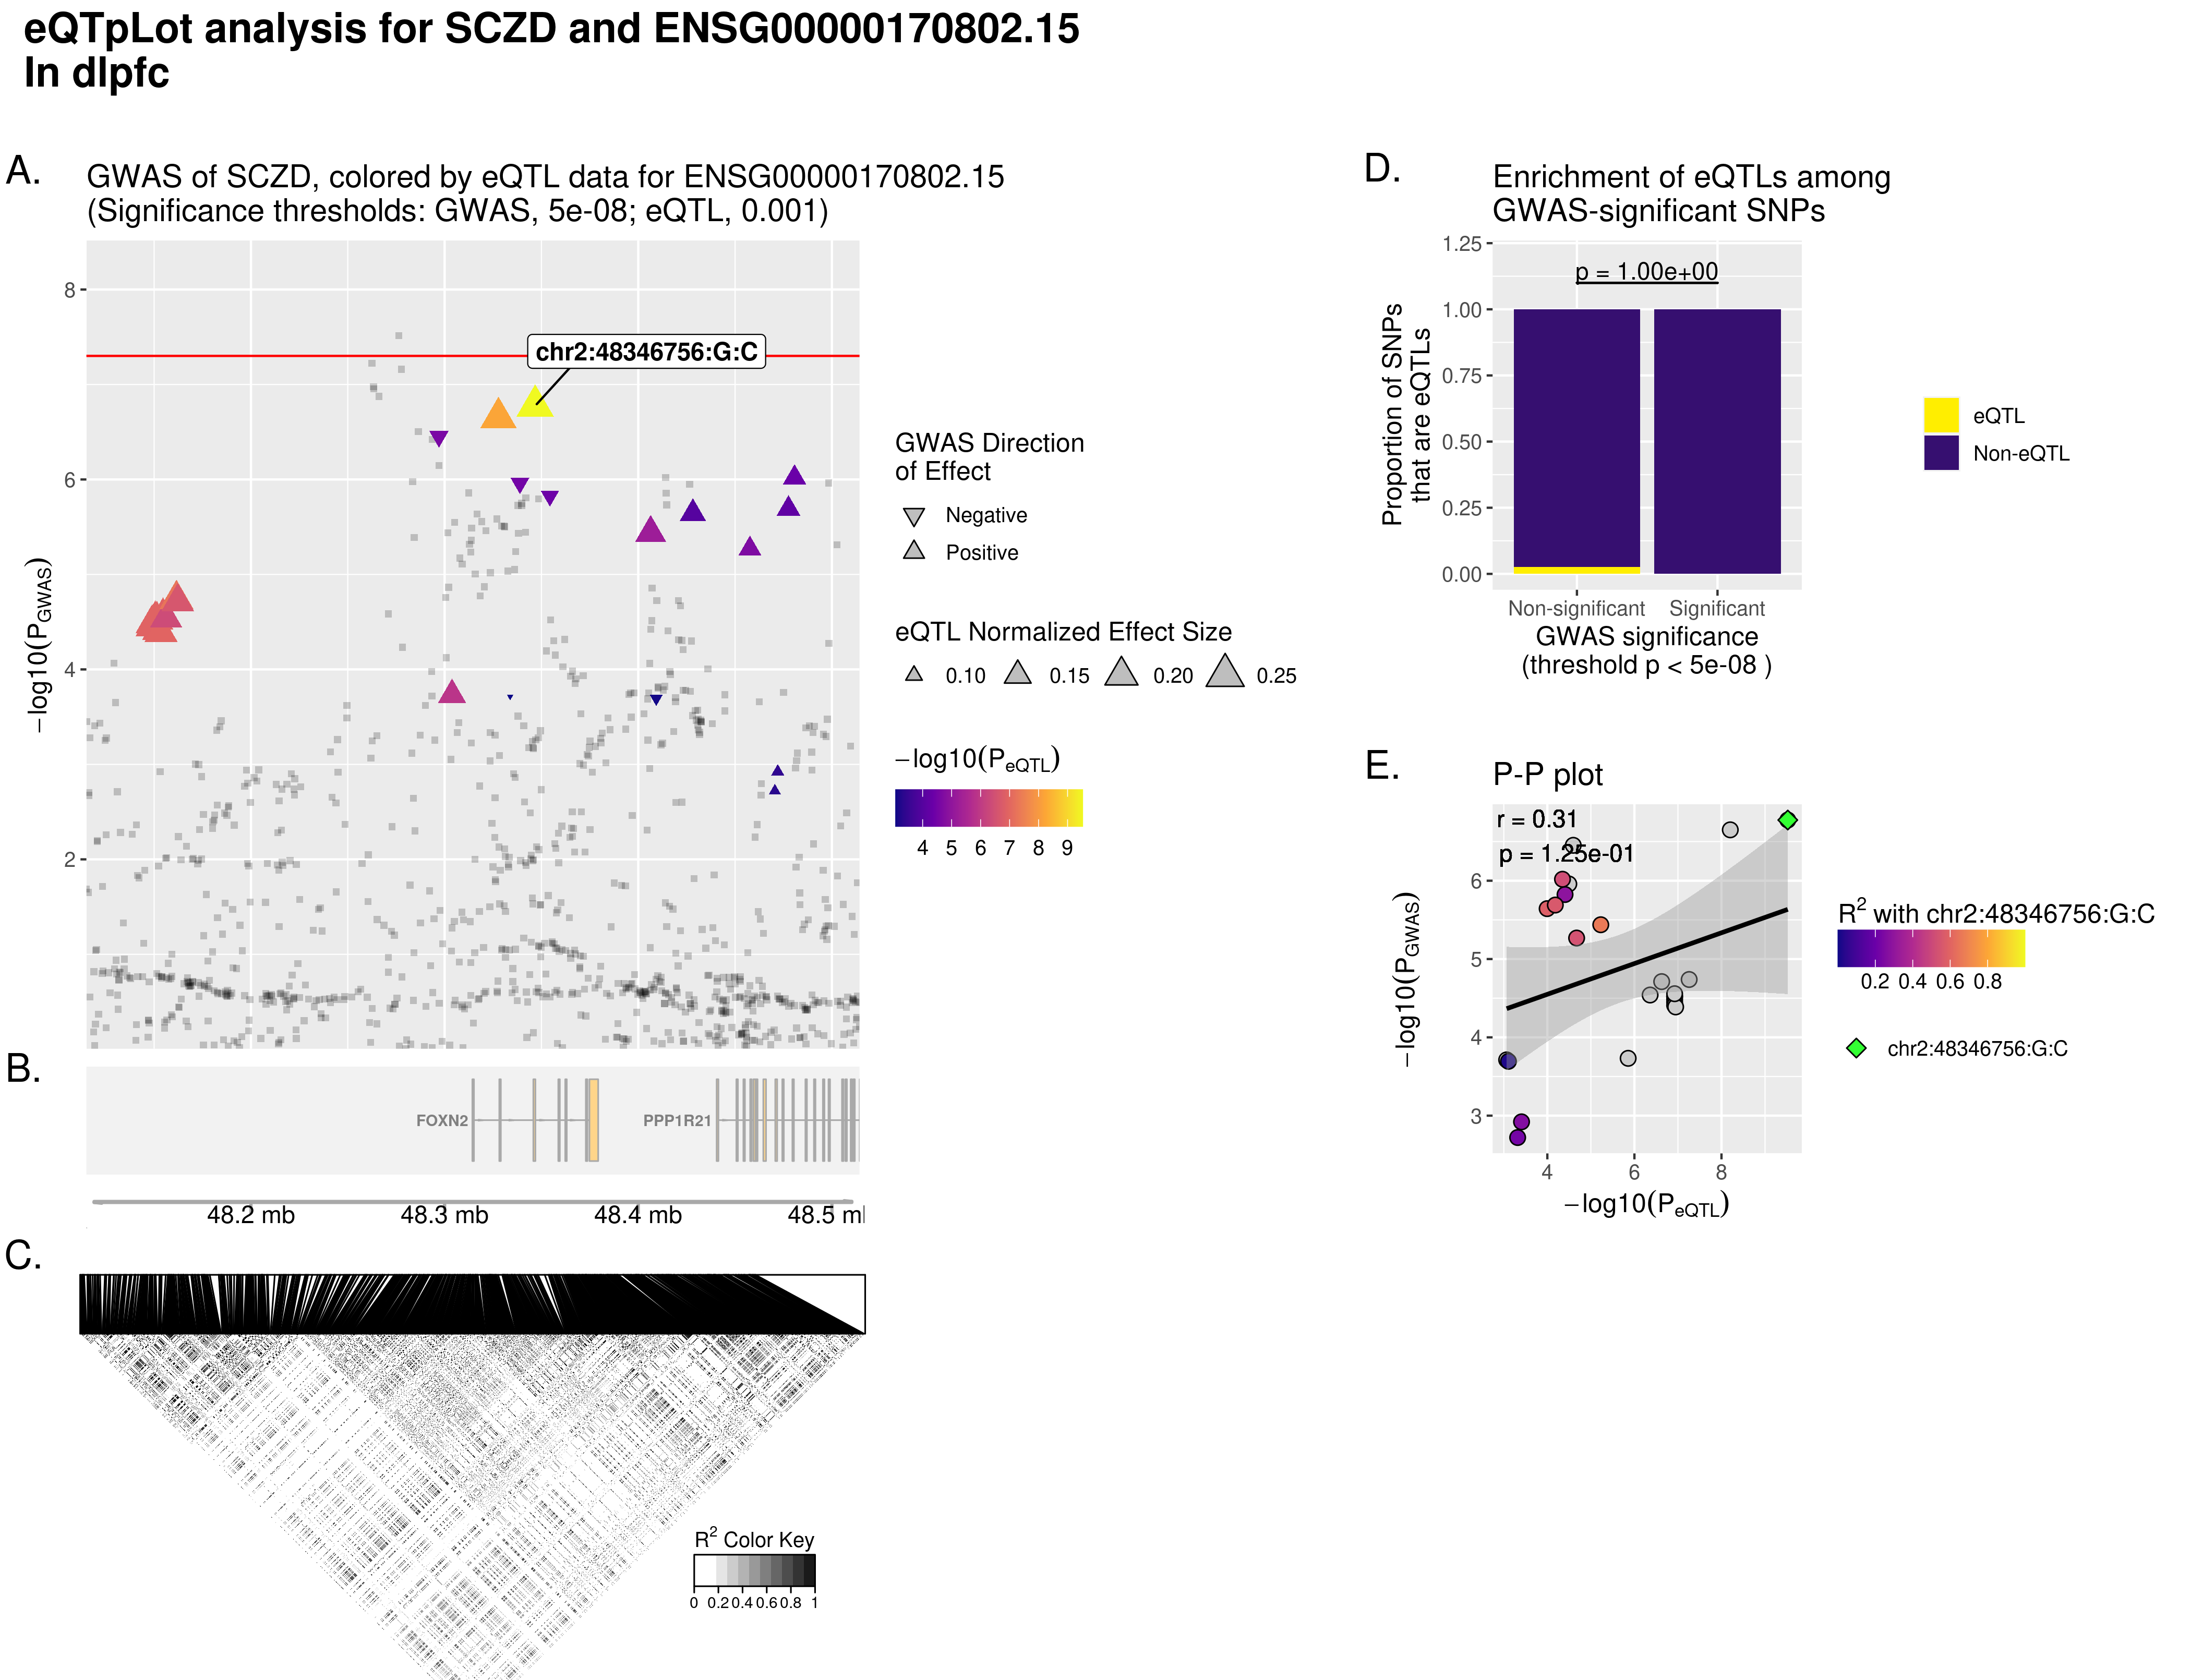 eQTpLot analysis for SCZD and ENSG00000170802.15
In dlpfc
A.
GWAS of SCZD, colored by eQTL data for ENSG00000170802.15
(Significance thresholds: GWAS, 5e-08; eQTL, 0.001)
−log10(PGWAS)
8
6
4
2
chr2:48346756:G:C
GWAS Direction
of Effect
Negative
Positive
eQTL Normalized Effect Size
0.10 0.15 0.20 0.25
−log10(PeQTL)
4 5 6 7 8 9
B.
FOXN2
PPP1R21
48.2 mb 48.3 mb 48.4 mb 48.5 m
C.
R2 Color Key
0 0.2 0.4 0.6 0.8 1
D.
Enrichment of eQTLs among
GWAS-significant SNPs
Proportion of SNPs
that are eQTLs
1.25
1.00
0.75
0.50
0.25
0.00
p = 1.00e+00
Non-significant Significant
GWAS significance
(threshold p < 5e-08 )
eQTL
Non-eQTL
E.
P-P plot
r = 0.31
p = 1.25e-01
−log10(PGWAS)
6
5
4
3
4 6 8
−log10(PeQTL)
R2 with chr2:48346756:G:C
0.2 0.4 0.6 0.8
chr2:48346756:G:C